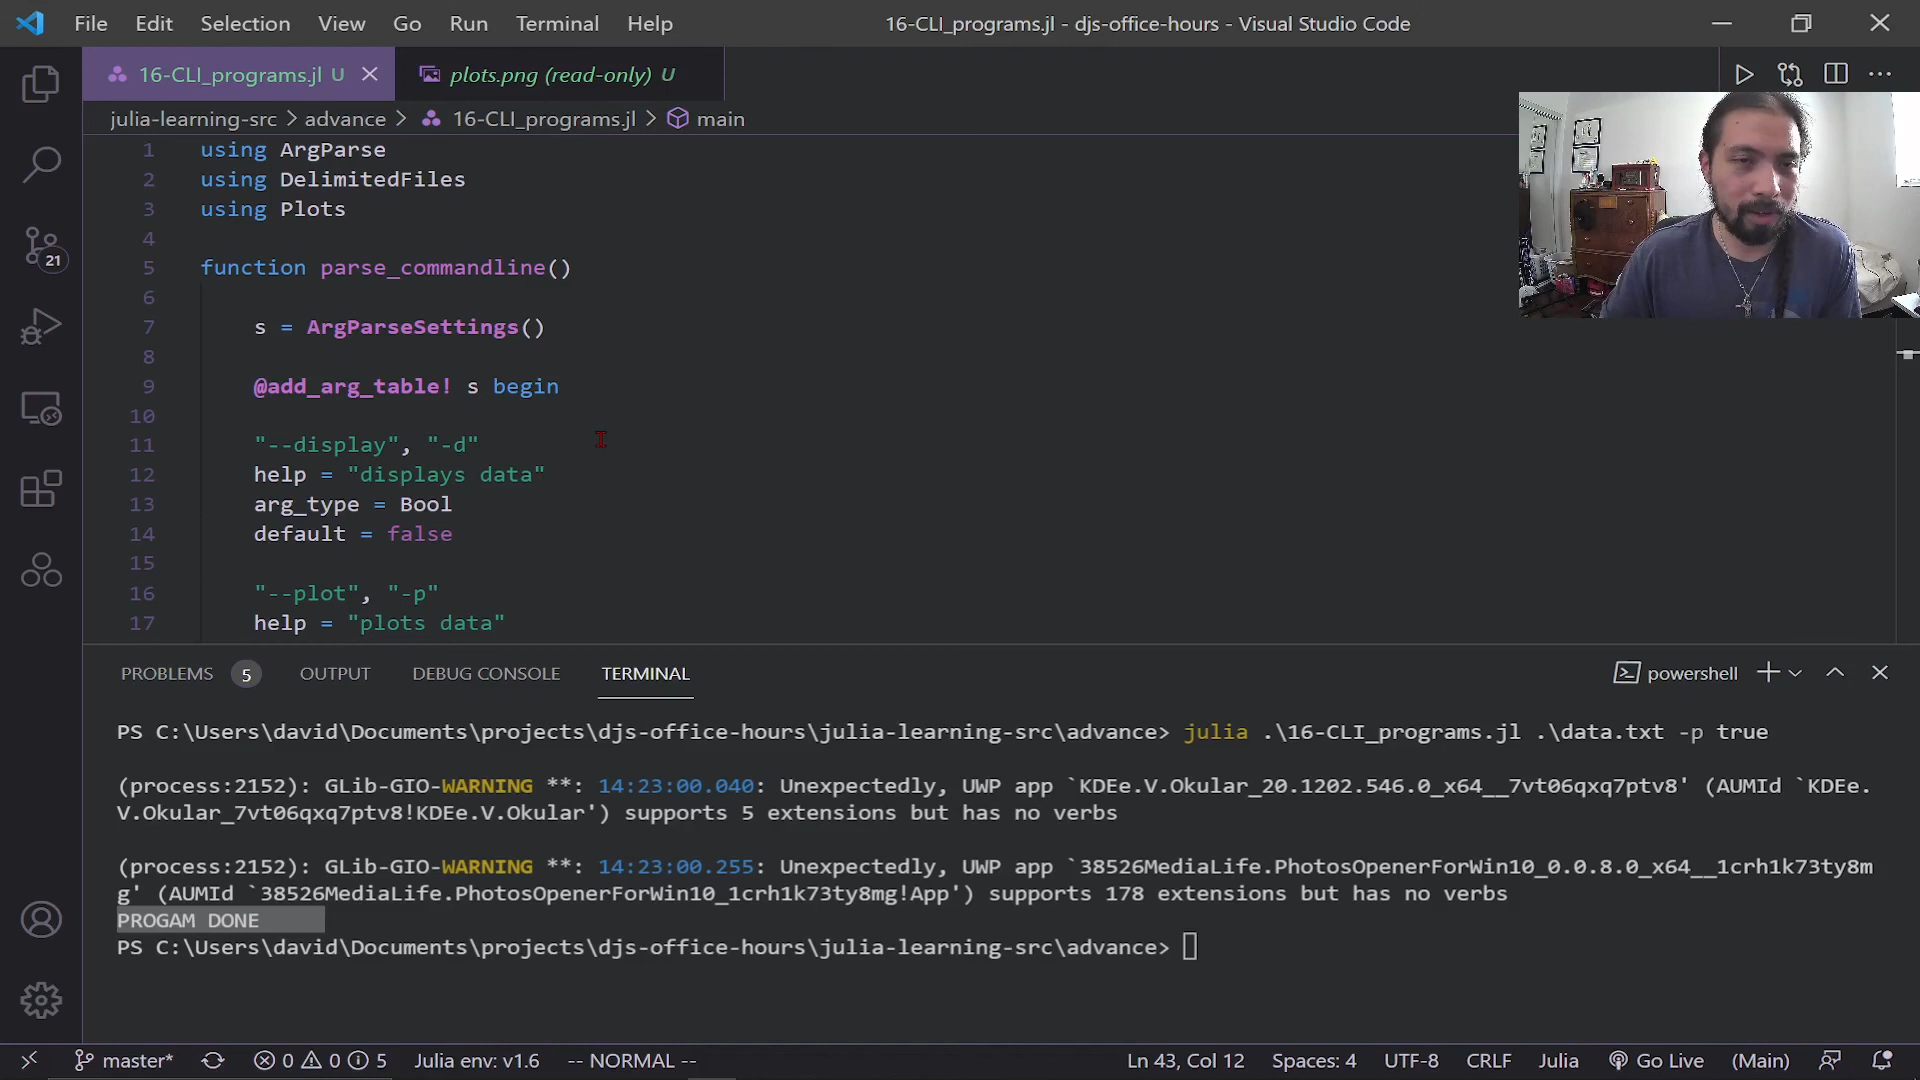 File Edit Selection View Go Run Terminal Help 16-CLI_programs.jl - djs-office-hours - Visual Studio Code
16-CLI_programs.jl U plots.png (read-only) U
julia-learning-src > advance > 16-CLI_programs.jl > main
1 using ArgParse
2 using DelimitedFiles
3 using Plots
4
5 function parse_commandline()
6
7 s = ArgParseSettings()
8
9 @add_arg_table! s begin
10
11 "--display", "-d"
12 help = "displays data"
13 arg_type = Bool
14 default = false
15
16 "--plot", "-p"
17 help = "plots data"
21
PROBLEMS 5 OUTPUT DEBUG CONSOLE TERMINAL powershell
PS C:\Users\david\Documents\projects\djs-office-hours\julia-learning-src\advance> julia .\16-CLI_programs.jl .\data.txt -p true
(process:2152): GLib-GIO-WARNING **: 14:23:00.040: Unexpectedly, UWP app `KDEe.V.Okular_20.1202.546.0_x64__7vt06qxq7ptv8' (AUMId `KDEe.
V.Okular_7vt06qxq7ptv8!KDEe.V.Okular') supports 5 extensions but has no verbs
(process:2152): GLib-GIO-WARNING **: 14:23:00.255: Unexpectedly, UWP app `38526MediaLife.PhotosOpenerForWin10_0.0.8.0_x64__1crh1k73ty8m
g' (AUMId `38526MediaLife.PhotosOpenerForWin10_1crh1k73ty8mg!App') supports 178 extensions but has no verbs
PROGAM DONE
PS C:\Users\david\Documents\projects\djs-office-hours\julia-learning-src\advance>
master* 0 0 5 Julia env: v1.6 -- NORMAL -- Ln 43, Col 12 Spaces: 4 UTF-8 CRLF Julia Go Live (Main)